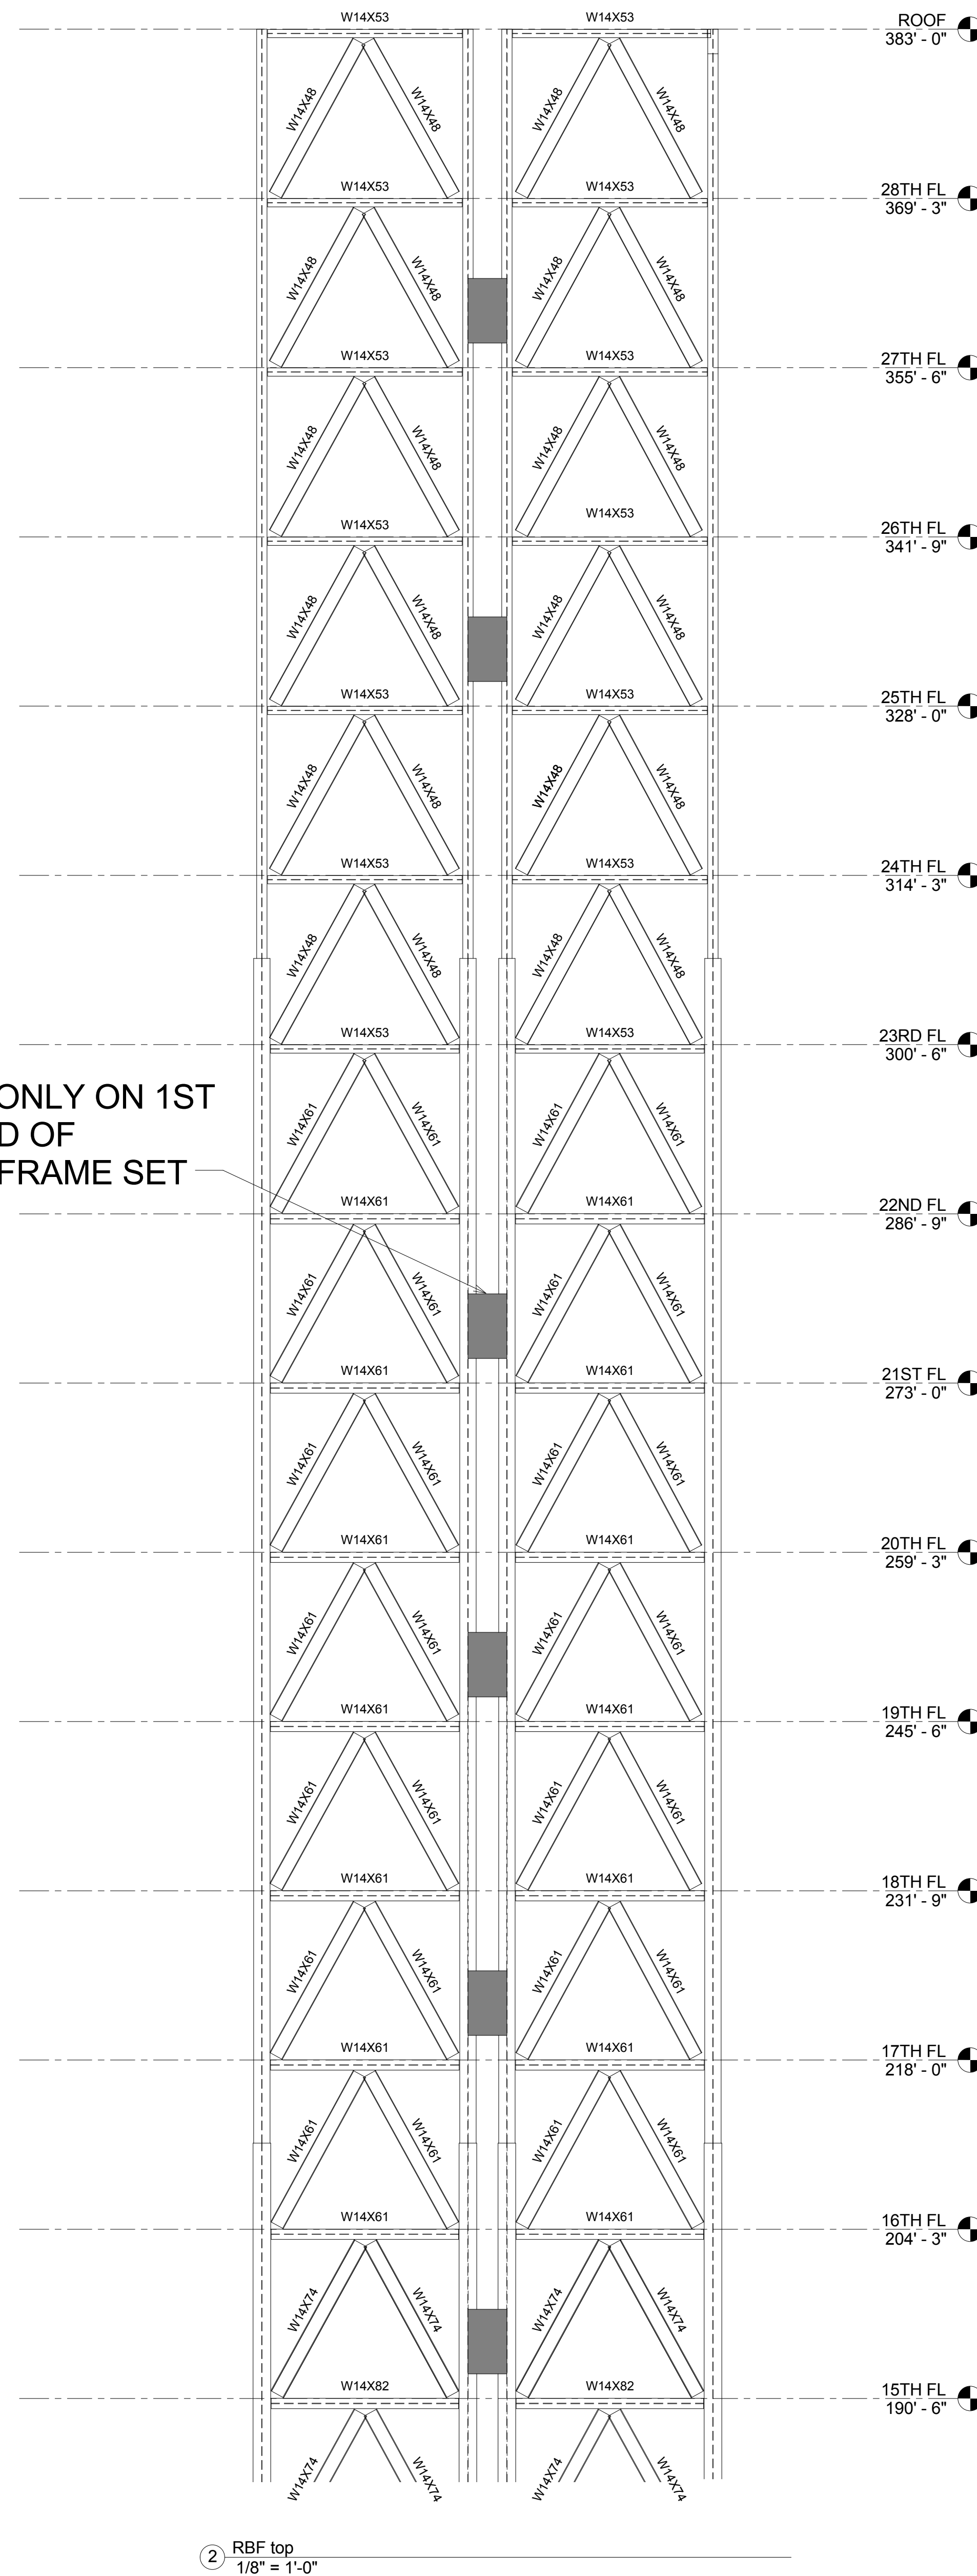 W14X53 W14X53
ROOF
383' - 0"
W14X48 W14X48 W14X48 W14X48
W14X53 W14X53
28TH FL
369' - 3"
W14X48 W14X48 W14X48 W14X48
W14X53 W14X53
27TH FL
355' - 6"
W14X48 W14X48 W14X48 W14X48
W14X53 W14X53
26TH FL
341' - 9"
W14X48 W14X48 W14X48 W14X48
W14X53 W14X53
25TH FL
328' - 0"
W14X48 W14X48 W14X48 W14X48
W14X53 W14X53
24TH FL
314' - 3"
W14X48 W14X48 W14X48 W14X48
W14X53 W14X53
23RD FL
300' - 6"
ONLY ON 1ST
D OF
FRAME SET
W14X61 W14X61 W14X61 W14X61
W14X61 W14X61
22ND FL
286' - 9"
W14X61 W14X61 W14X61 W14X61
W14X61 W14X61
21ST FL
273' - 0"
W14X61 W14X61 W14X61 W14X61
W14X61 W14X61
20TH FL
259' - 3"
W14X61 W14X61 W14X61 W14X61
W14X61 W14X61
19TH FL
245' - 6"
W14X61 W14X61 W14X61 W14X61
W14X61 W14X61
18TH FL
231' - 9"
W14X61 W14X61 W14X61 W14X61
W14X61 W14X61
17TH FL
218' - 0"
W14X61 W14X61 W14X61 W14X61
W14X61 W14X61
16TH FL
204' - 3"
W14X74 W14X74 W14X74 W14X74
W14X82 W14X82
15TH FL
190' - 6"
W14X74 W14X74 W14X74 W14X74
2 RBF top
1/8" = 1'-0"